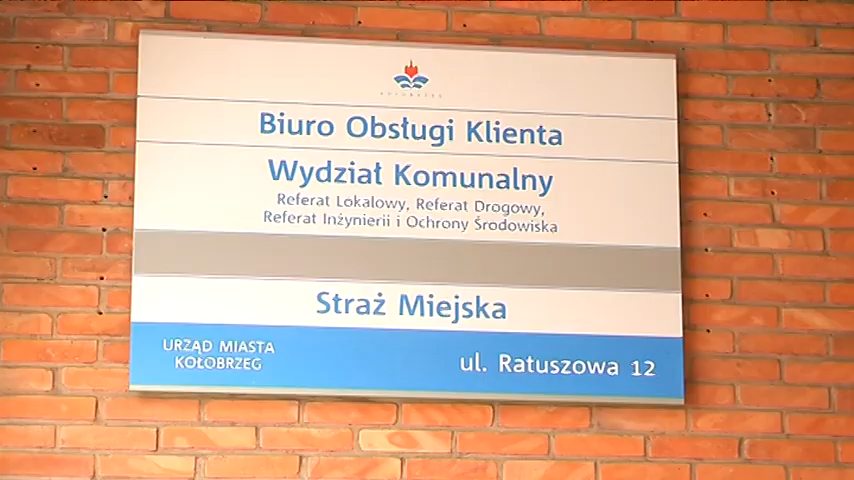 KOŁOBRZEG
Biuro Obsługi Klienta
Wydział Komunalny
Referat Lokalowy, Referat Drogowy,
Referat Inżynierii i Ochrony Środowiska
Straż Miejska
URZĄD MIASTA
KOŁOBRZEG
ul. Ratuszowa 12